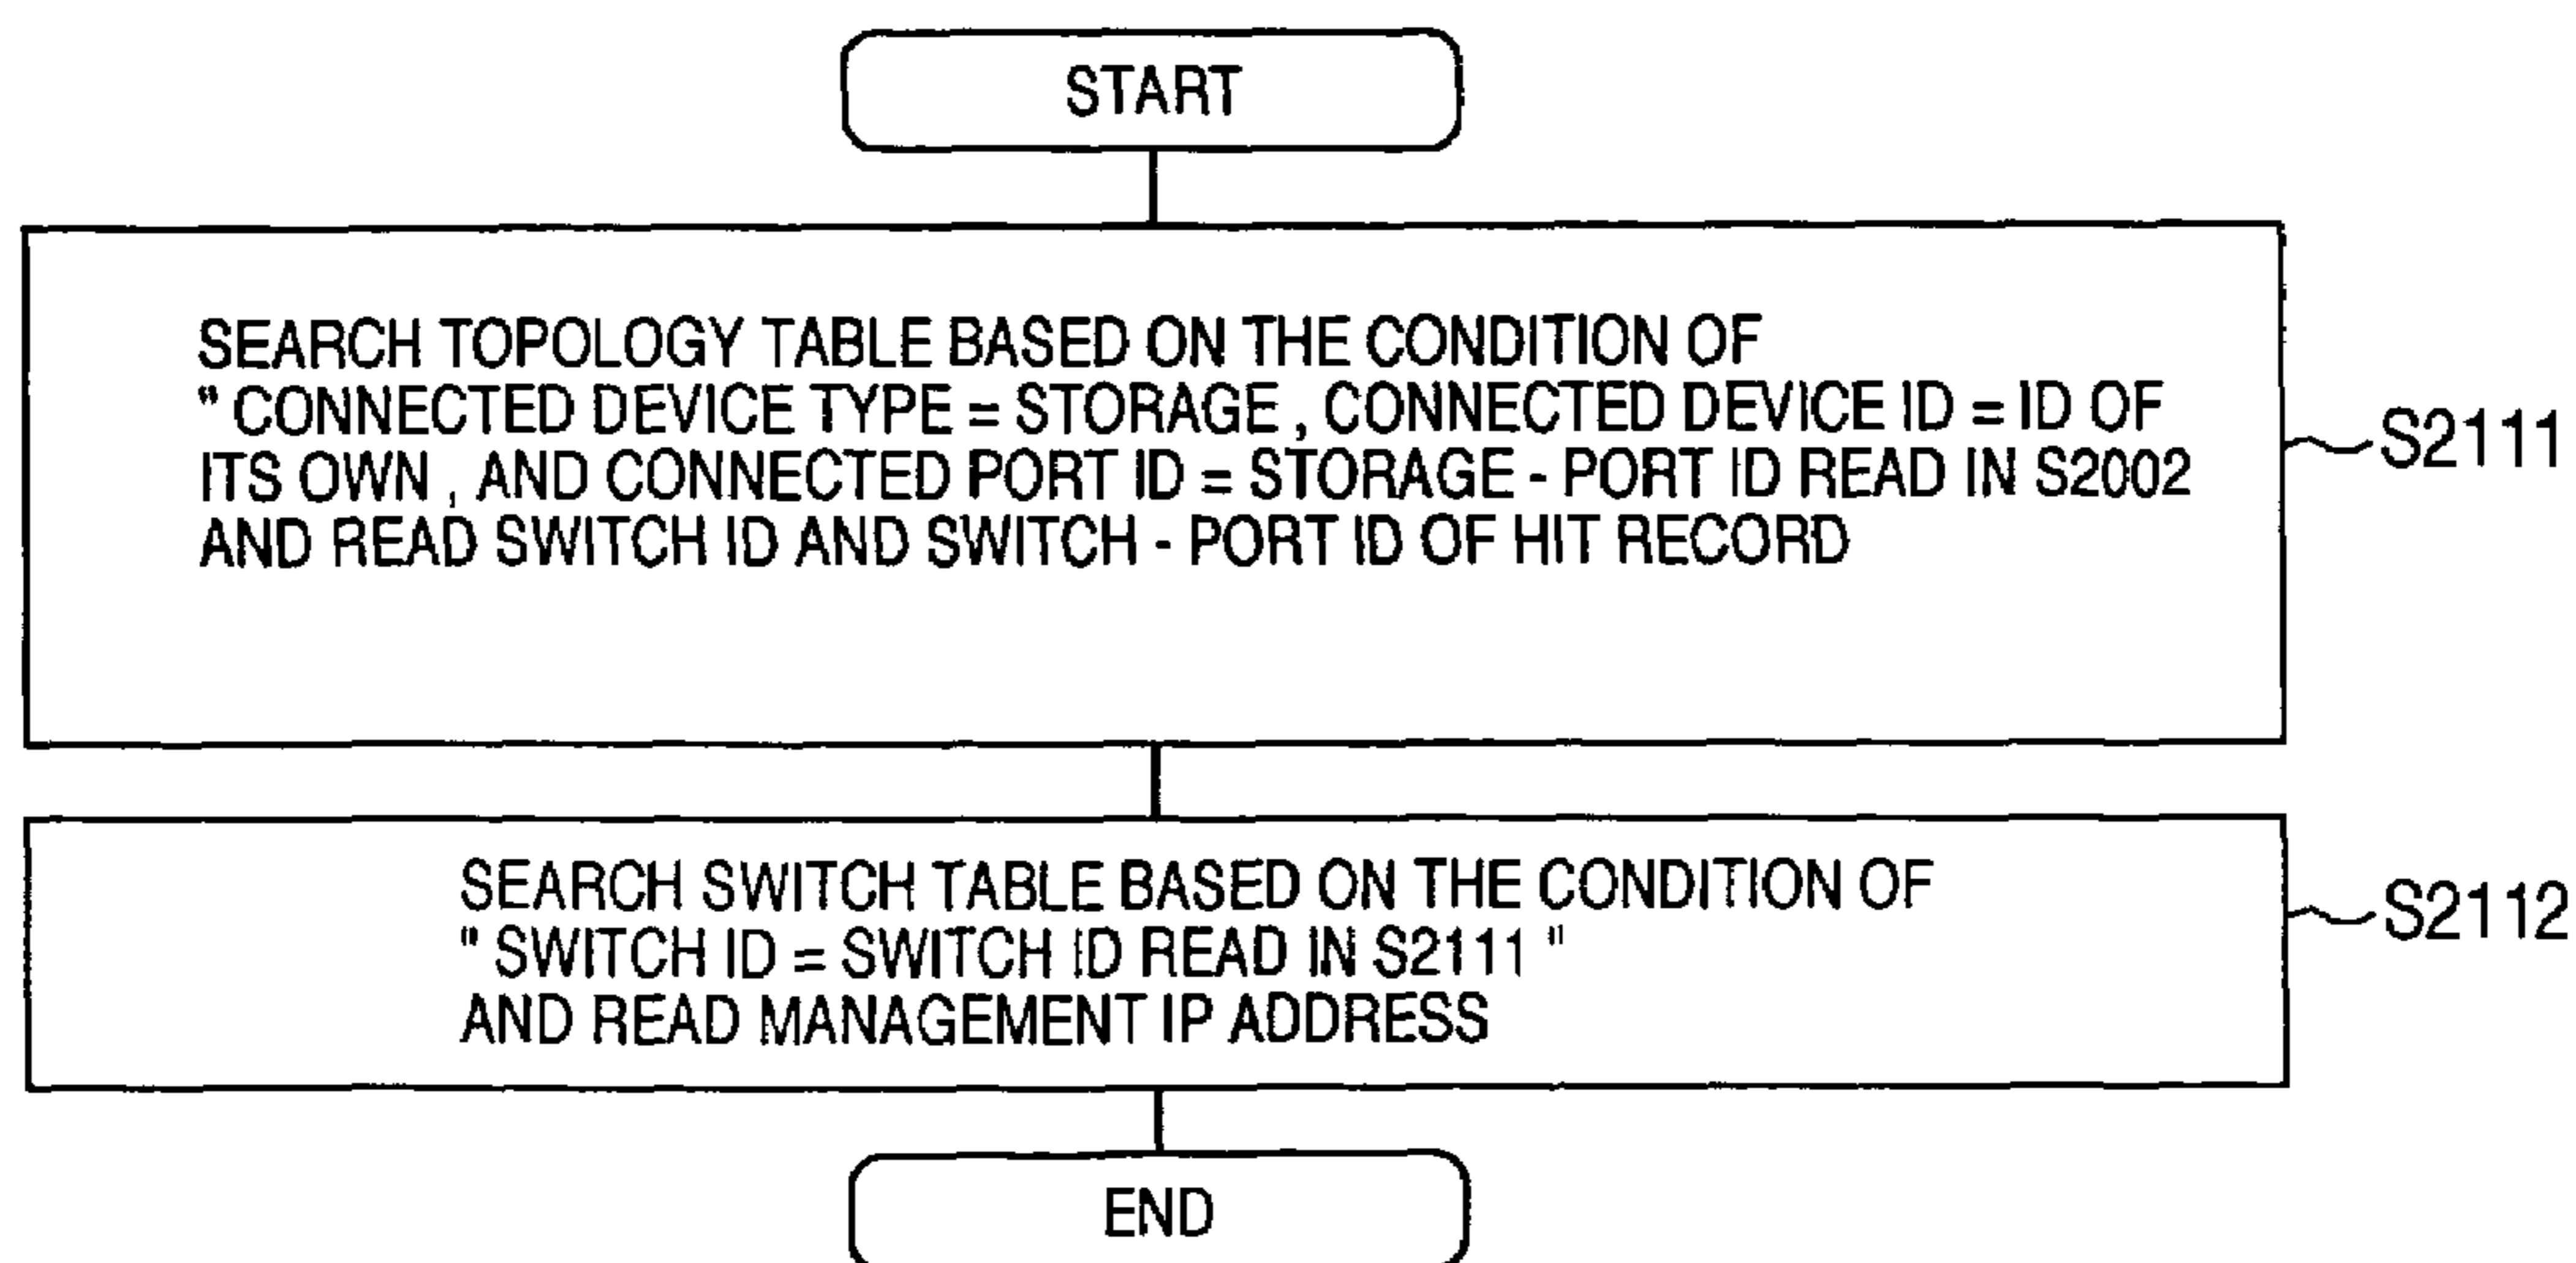 START
SEARCH TOPOLOGY TABLE BASED ON THE CONDITION OF
" CONNECTED DEVICE TYPE = STORAGE , CONNECTED DEVICE ID = ID OF
ITS OWN , AND CONNECTED PORT ID = STORAGE - PORT ID READ IN S2002
AND READ SWITCH ID AND SWITCH - PORT ID OF HIT RECORD
S2111
SEARCH SWITCH TABLE BASED ON THE CONDITION OF
" SWITCH ID = SWITCH ID READ IN S2111 "
AND READ MANAGEMENT IP ADDRESS
S2112
END